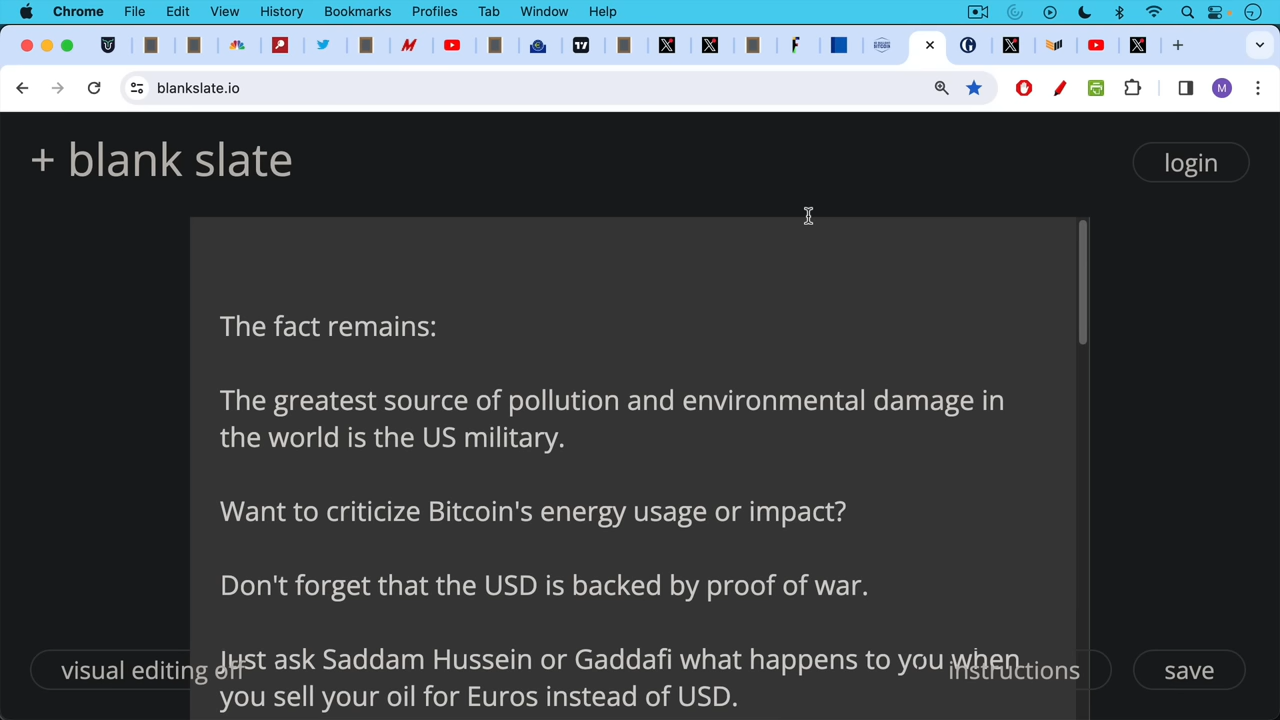 Chrome File Edit View History Bookmarks Profiles Tab Window Help
blankslate.io
M
+ blank slate
login
The fact remains:
The greatest source of pollution and environmental damage in
the world is the US military.
Want to criticize Bitcoin's energy usage or impact?
Don't forget that the USD is backed by proof of war.
Just ask Saddam Hussein or Gaddafi what happens to you when
you sell your oil for Euros instead of USD.
visual editing off
instructions
save